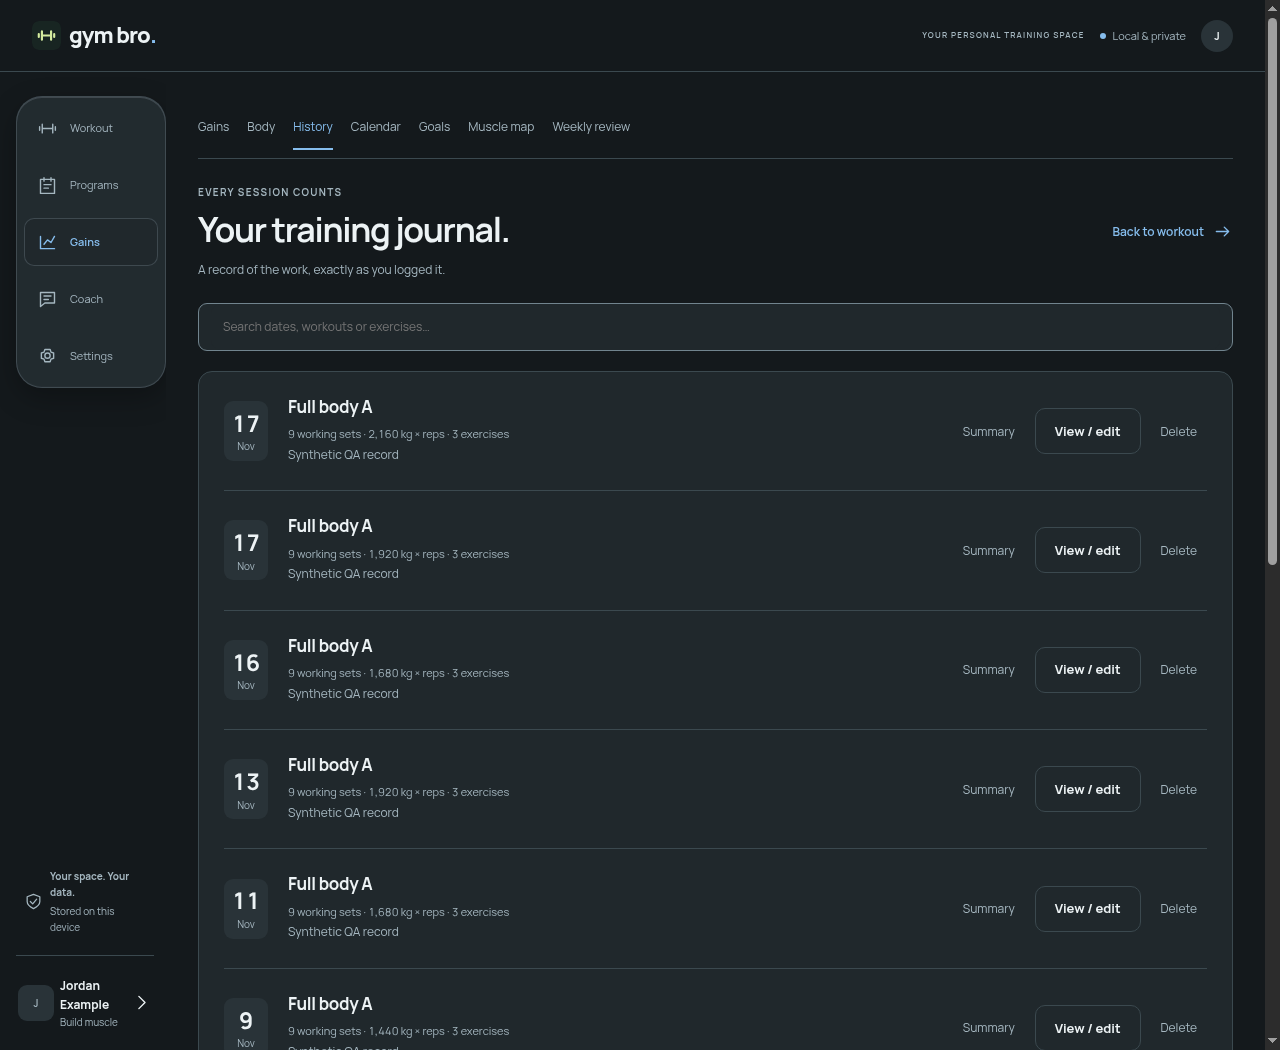 gym bro.
YOUR PERSONAL TRAINING SPACE
Local & private
J
Workout
Programs
Gains
Coach
Settings
Your space. Your
data.
Stored on this
device
J
Jordan
Example
Build muscle
Gains Body History Calendar Goals Muscle map Weekly review
EVERY SESSION COUNTS
Your training journal.
Back to workout
A record of the work, exactly as you logged it.
Search dates, workouts or exercises...
17
Nov
Full body A
9 working sets · 2,160 kg × reps · 3 exercises
Synthetic QA record
Summary
View / edit
Delete
17
Nov
Full body A
9 working sets · 1,920 kg × reps · 3 exercises
Synthetic QA record
Summary
View / edit
Delete
16
Nov
Full body A
9 working sets · 1,680 kg × reps · 3 exercises
Synthetic QA record
Summary
View / edit
Delete
13
Nov
Full body A
9 working sets · 1,920 kg × reps · 3 exercises
Synthetic QA record
Summary
View / edit
Delete
11
Nov
Full body A
9 working sets · 1,680 kg × reps · 3 exercises
Synthetic QA record
Summary
View / edit
Delete
9
Nov
Full body A
9 working sets · 1,440 kg × reps · 3 exercises
Synthetic QA record
Summary
View / edit
Delete